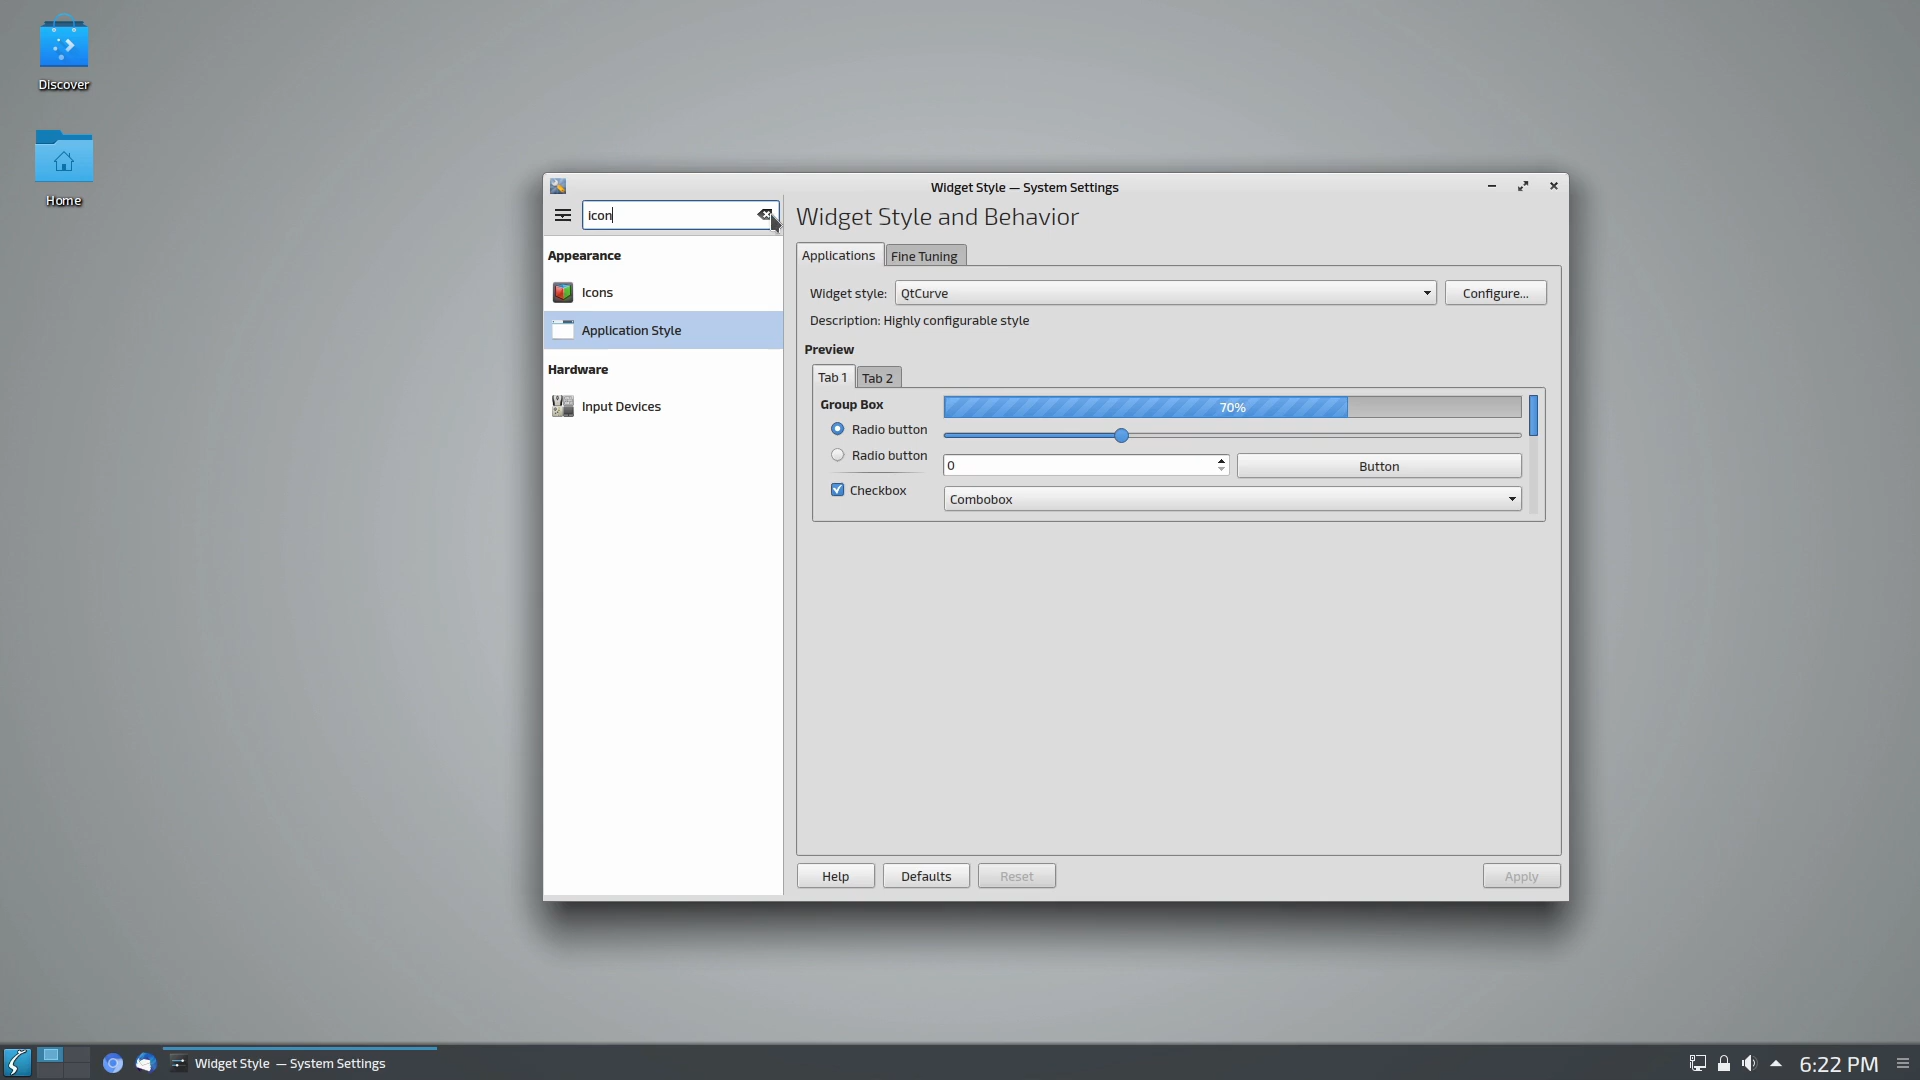 Discover
Home
Widget Style — System Settings
icon
Widget Style and Behavior
Appearance
Icons
Application Style
Hardware
Input Devices
Applications
Fine Tuning
Widget style:
QtCurve
Configure...
Description: Highly configurable style
Preview
Tab 1
Tab 2
Group Box
70%
Radio button
Radio button
0
Button
Checkbox
Combobox
Help
Defaults
Reset
Apply
Widget Style — System Settings
6:22 PM